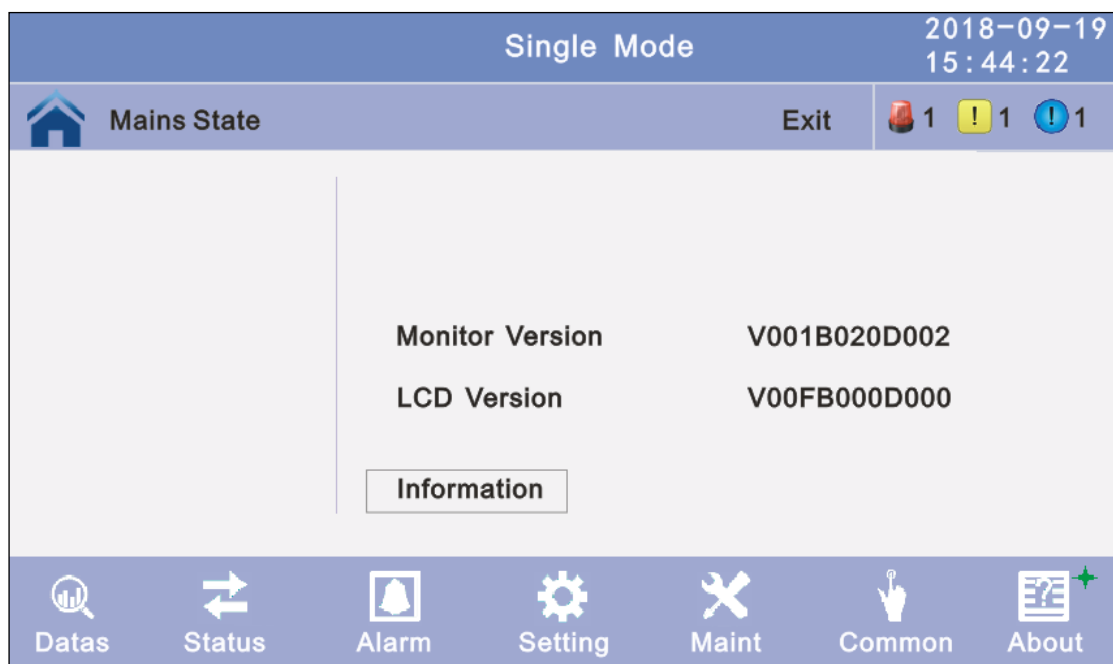 Single Mode
2018-09-19
15:44:22
Mains State Exit 1 ! 1 ! 1
Monitor Version V001B020D002
LCD Version V00FB000D000
Information
?
Datas Status Alarm Setting Maint Common About